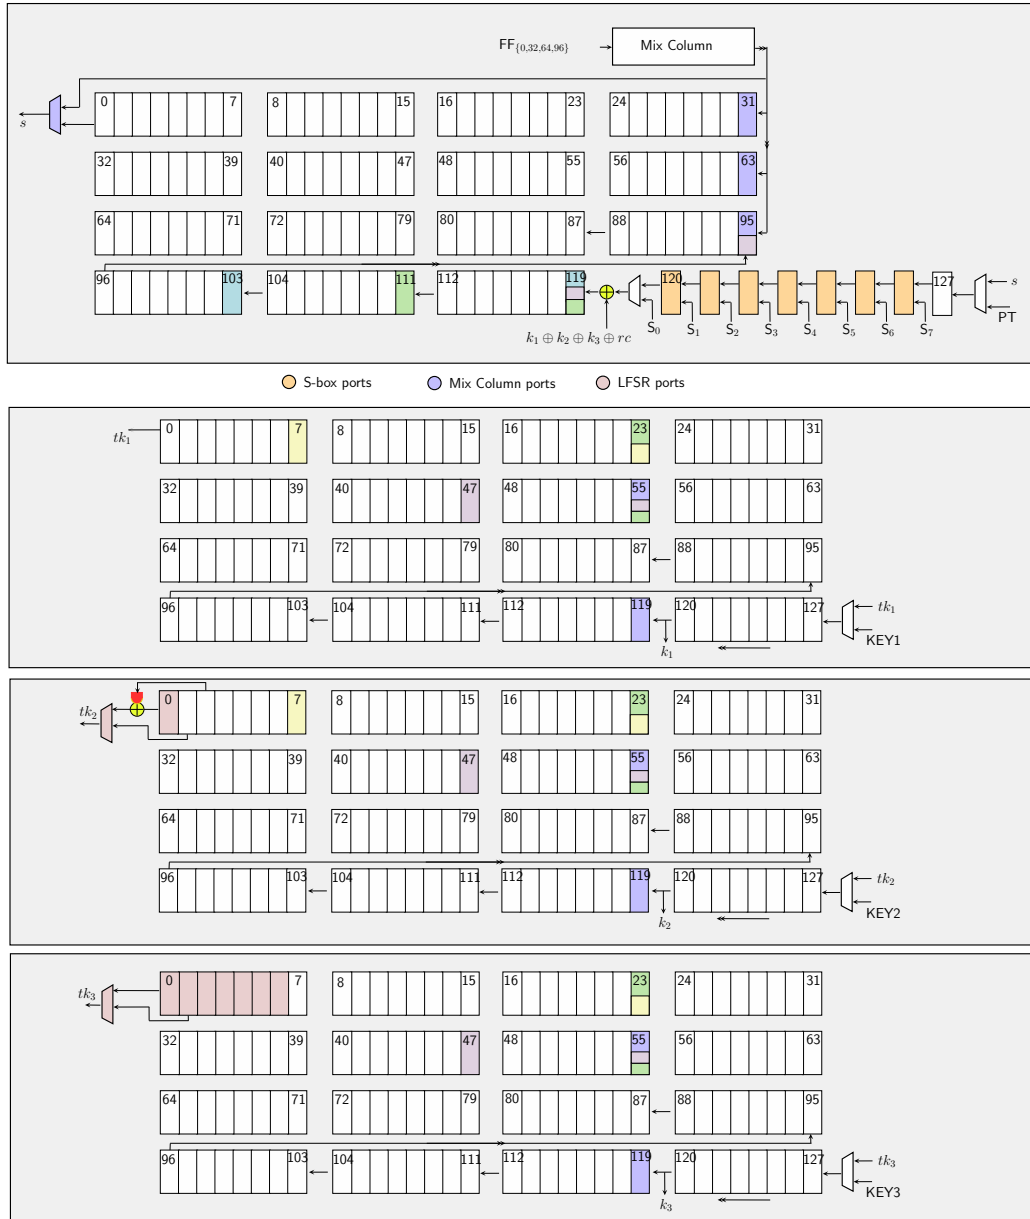 FF{0,32,64,96} Mix Column
0 7 8 15 16 23 24 31
s
32 39 40 47 48 55 56 63
64 71 72 79 80 87 88 95
96 103 104 111 112 119 120 127 s
S0 S1 S2 S3 S4 S5 S6 S7 PT
k1 ⊕ k2 ⊕ k3 ⊕ rc
S-box ports Mix Column ports LFSR ports
tk1 0 7 8 15 16 23 24 31
32 39 40 47 48 55 56 63
64 71 72 79 80 87 88 95
96 103 104 111 112 119 120 127 tk1
k1 KEY1
tk2 0 7 8 15 16 23 24 31
32 39 40 47 48 55 56 63
64 71 72 79 80 87 88 95
96 103 104 111 112 119 120 127 tk2
k2 KEY2
tk3 0 7 8 15 16 23 24 31
32 39 40 47 48 55 56 63
64 71 72 79 80 87 88 95
96 103 104 111 112 119 120 127 tk3
k3 KEY3